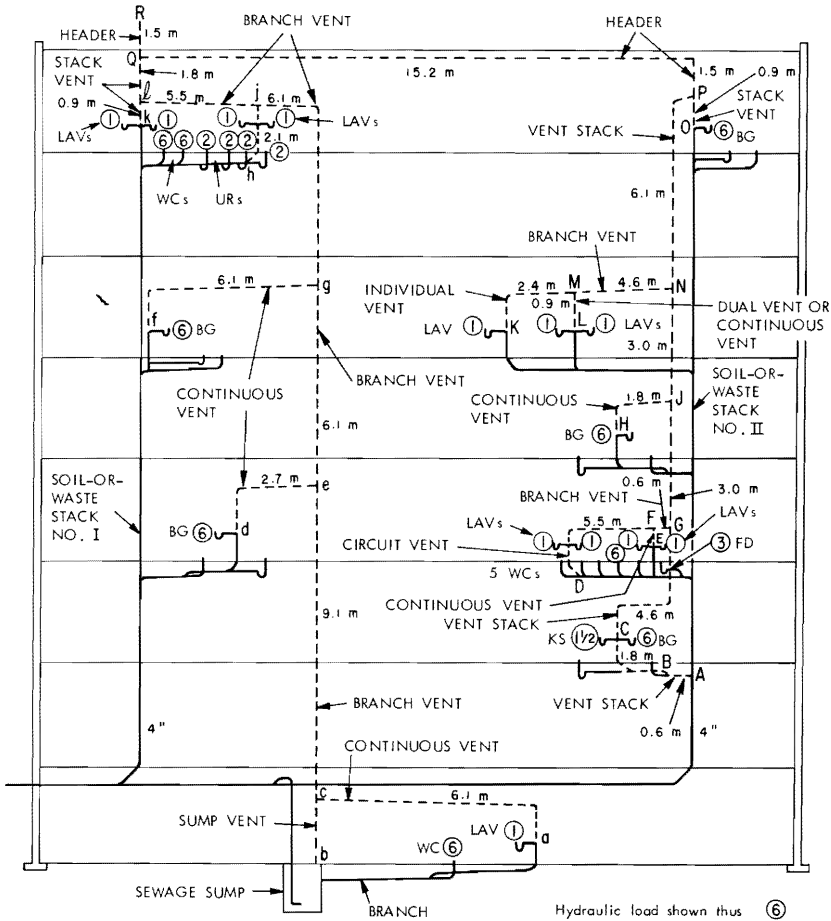 R
1.5 m
BRANCH VENT
HEADER
HEADER
Q
1.8 m
15.2 m
STACK
VENT
1.5 m
0.9 m
l
5.5 m
j
6.1 m
P
STACK
VENT
0.9 m
k
VENT STACK
O
LAVs
1
1
1
1
LAVs
6
BG
6
6
2
2
2
2.1 m
2
h
WCs
URs
6.1 m
BRANCH VENT
6.1 m
g
INDIVIDUAL
VENT
2.4 m
M
4.6 m
N
0.9 m
DUAL VENT OR
CONTINUOUS
VENT
f
6
BG
LAV
1
K
1
L
1
LAVs
3.0 m
CONTINUOUS
VENT
BRANCH VENT
CONTINUOUS
VENT
1.8 m
J
SOIL-OR-
WASTE
STACK
NO. II
6.1 m
BG
6
H
SOIL-OR-
WASTE
STACK
NO. I
2.7 m
e
0.6 m
3.0 m
BRANCH VENT
LAVs
BG
6
d
LAVs
5.5 m
F
G
1
1
1
E
1
CIRCUIT VENT
6
3
FD
5 WCs
D
CONTINUOUS VENT
VENT STACK
9.1 m
4.6 m
KS
1½
C
6
BG
1.8 m
B
A
BRANCH VENT
VENT STACK
0.6 m
4"
4"
CONTINUOUS VENT
c
6.1 m
SUMP VENT
LAV
1
a
WC
6
b
SEWAGE SUMP
BRANCH
Hydraulic load shown thus
6